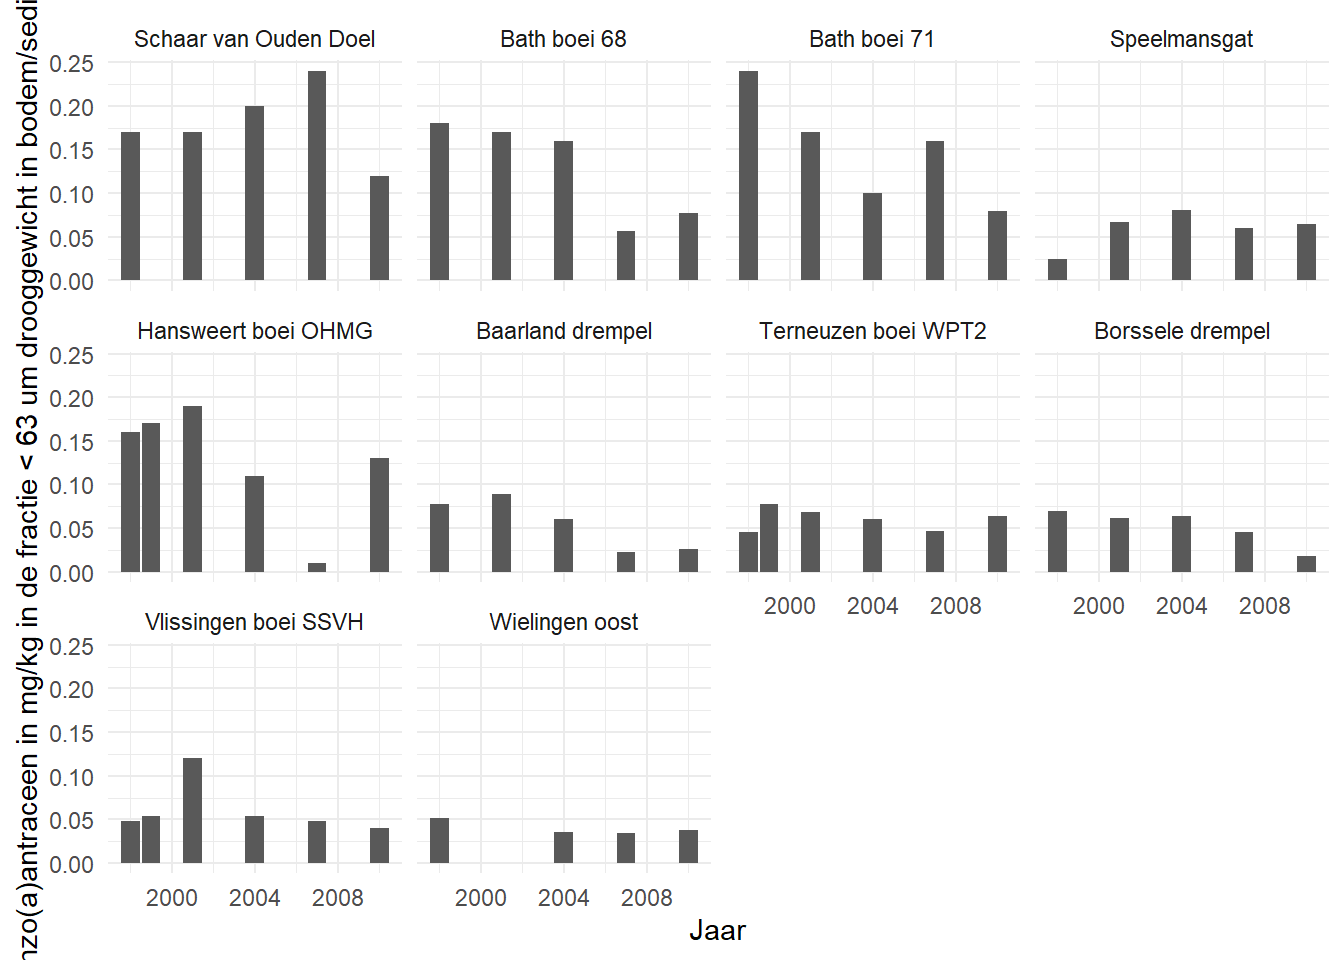 nzo(a)antraceen in mg/kg in de fractie < 63 um drooggewicht in bodem/sedi
Schaar van Ouden Doel
Bath boei 68
Bath boei 71
Speelmansgat
0.25
0.20
0.15
0.10
0.05
0.00
Hansweert boei OHMG
Baarland drempel
Terneuzen boei WPT2
Borssele drempel
0.25
0.20
0.15
0.10
0.05
0.00
2000 2004 2008
2000 2004 2008
Vlissingen boei SSVH
Wielingen oost
0.25
0.20
0.15
0.10
0.05
0.00
2000 2004 2008
2000 2004 2008
Jaar